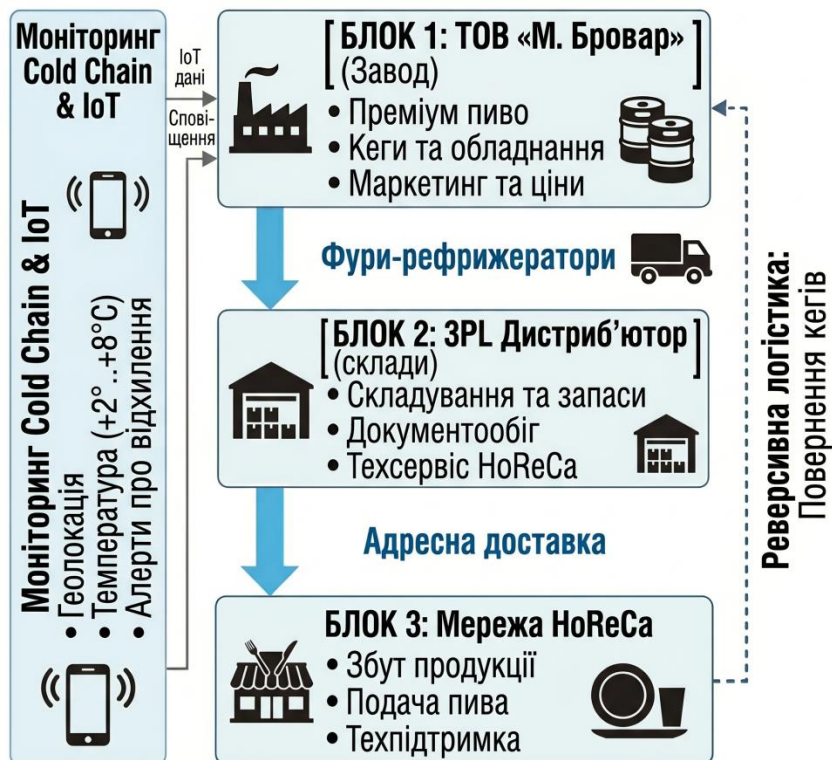 Моніторинг
Cold Chain
& IoT
IoT
дані
Спові-
щення
Моніторинг Cold Chain & IoT
• Геолокація
• Температура (+2° ..+8°C)
• Алерти про відхилення
БЛОК 1: ТОВ «М. Бровар»
(Завод)
• Преміум пиво
• Кеги та обладнання
• Маркетинг та ціни
Фури-рефрижератори
БЛОК 2: 3PL Дистриб’ютор
(склади)
• Складування та запаси
• Документообіг
• Техсервіс HoReCa
Адресна доставка
БЛОК 3: Мережа HoReCa
• Збут продукції
• Подача пива
• Техпідтримка
Реверсивна логістика:
Повернення кегів